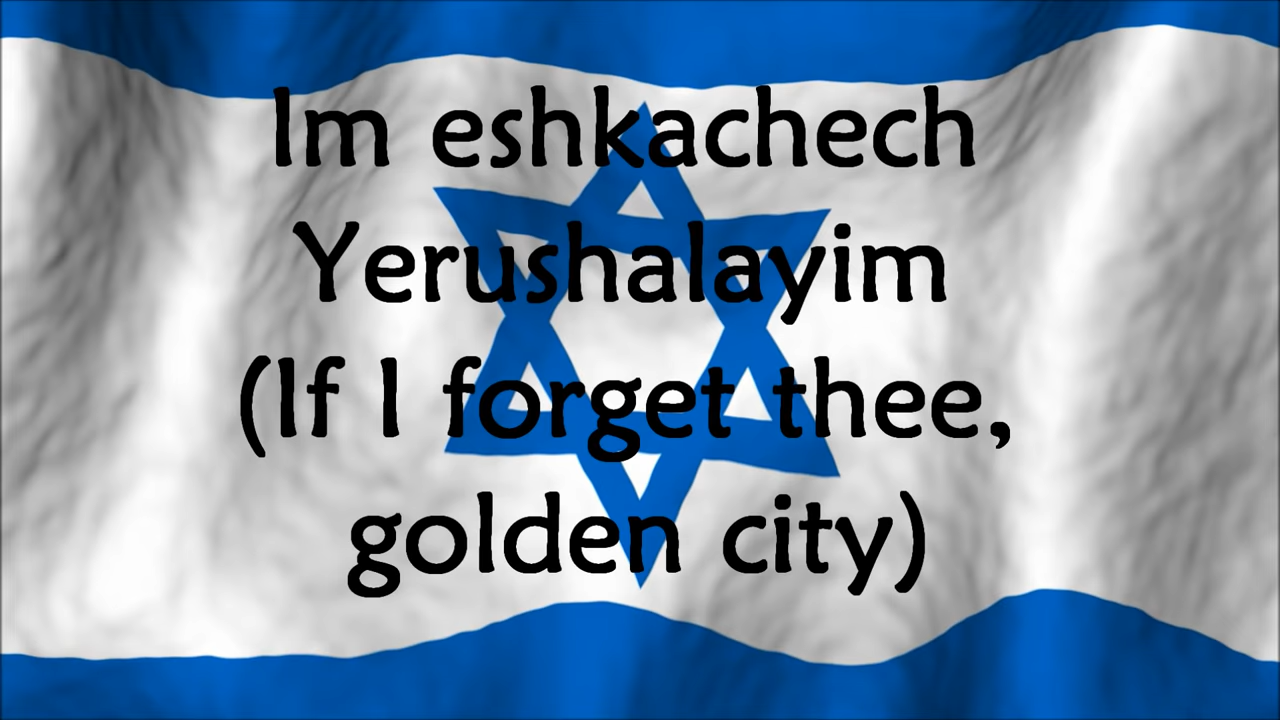 Im eshkachech
Yerushalayim
(If I forget thee,
golden city)